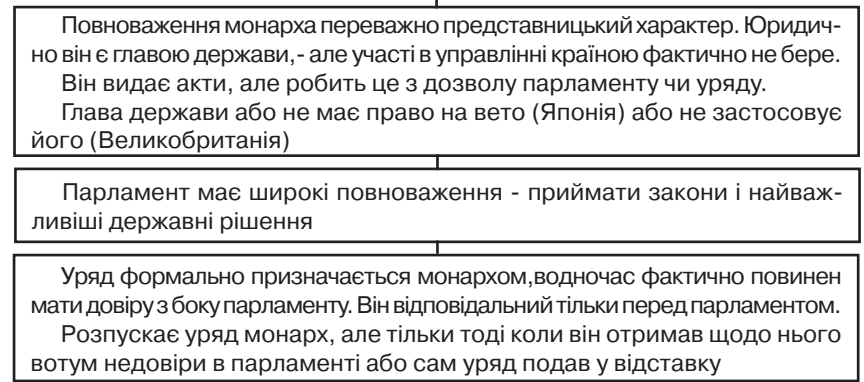 Повноваження монарха переважно представницький характер. Юридич-
но він є главою держави,- але участі в управлінні країною фактично не бере.
Він видає акти, але робить це з дозволу парламенту чи уряду.
Глава держави або не має право на вето (Японія) або не застосовує
його (Великобританія)
Парламент має широкі повноваження - приймати закони і найваж-
ливіші державні рішення
Уряд формально призначається монархом,водночас фактично повинен
мати довіру з боку парламенту. Він відповідальний тільки перед парламентом.
Розпускає уряд монарх, але тільки тоді коли він отримав щодо нього
вотум недовіри в парламенті або сам уряд подав у відставку